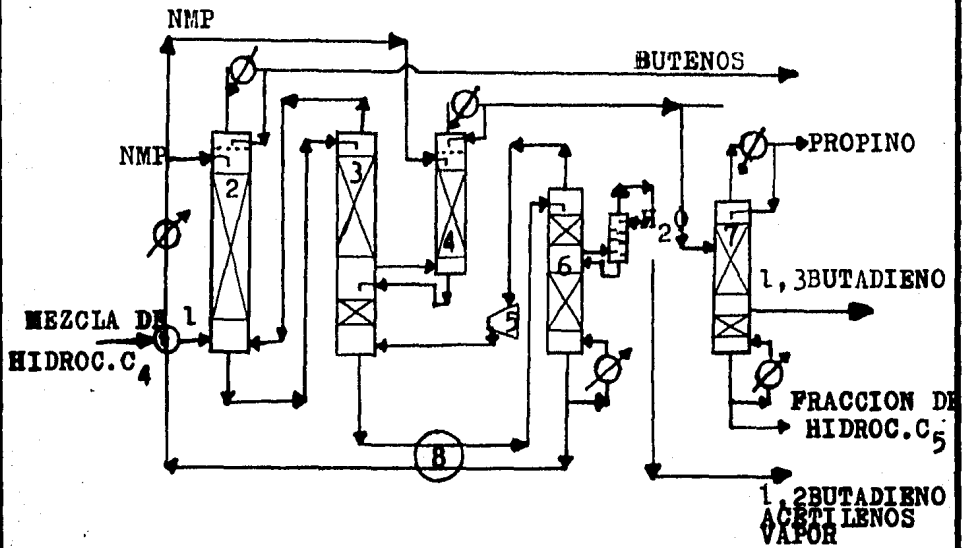 NMP
BUTENOS
NMP
2
3
4
5
6
7
H2O
PROPINO
1,3BUTADIENO
MEZCLA DE
HIDROC.C4
1
8
FRACCION DE
HIDROC.C5
1,2BUTADIENO
ACETILENOS
VAPOR